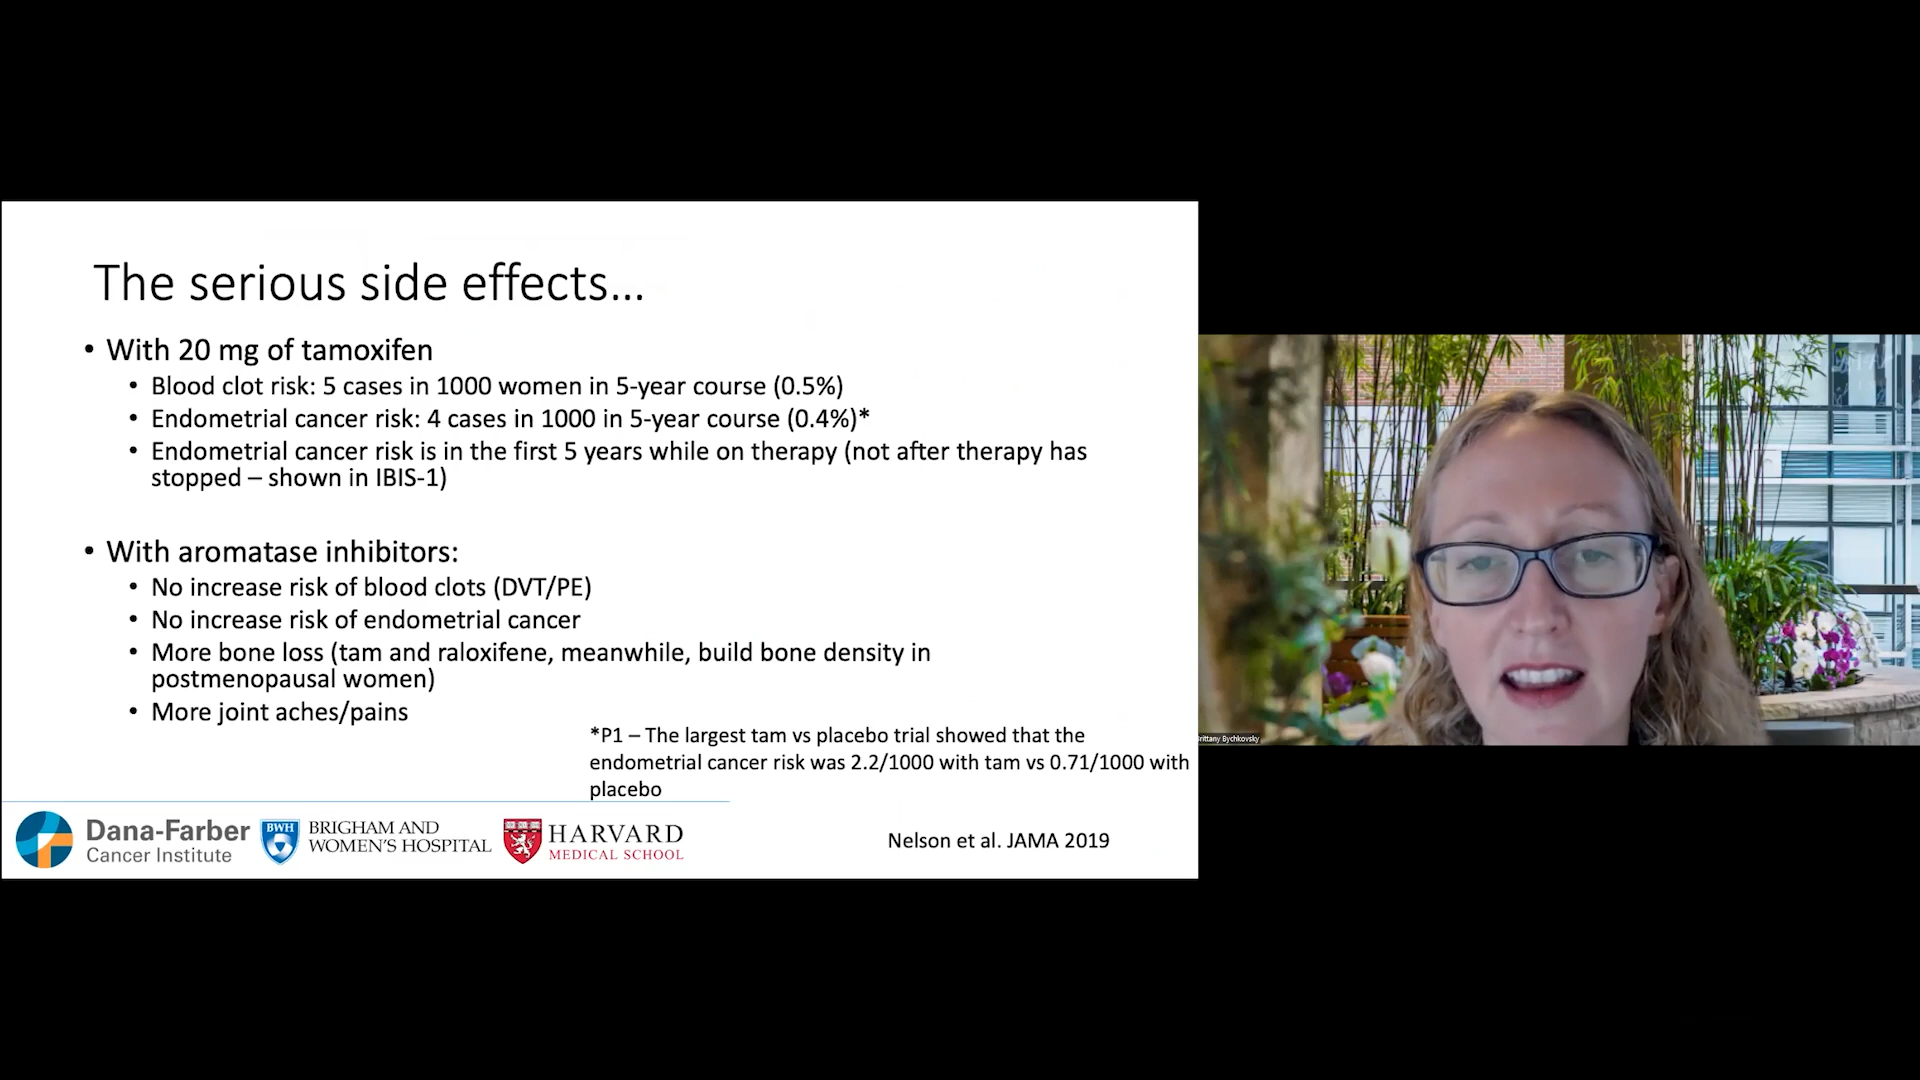 The serious side effects...
• With 20 mg of tamoxifen
• Blood clot risk: 5 cases in 1000 women in 5-year course (0.5%)
• Endometrial cancer risk: 4 cases in 1000 in 5-year course (0.4%)*
• Endometrial cancer risk is in the first 5 years while on therapy (not after therapy has
stopped – shown in IBIS-1)
• With aromatase inhibitors:
• No increase risk of blood clots (DVT/PE)
• No increase risk of endometrial cancer
• More bone loss (tam and raloxifene, meanwhile, build bone density in
postmenopausal women)
• More joint aches/pains
*P1 – The largest tam vs placebo trial showed that the
endometrial cancer risk was 2.2/1000 with tam vs 0.71/1000 with
placebo
Dana-Farber
Cancer Institute
BWH
BRIGHAM AND
WOMEN'S HOSPITAL
HARVARD
MEDICAL SCHOOL
Nelson et al. JAMA 2019
Brittany Bychkovsky